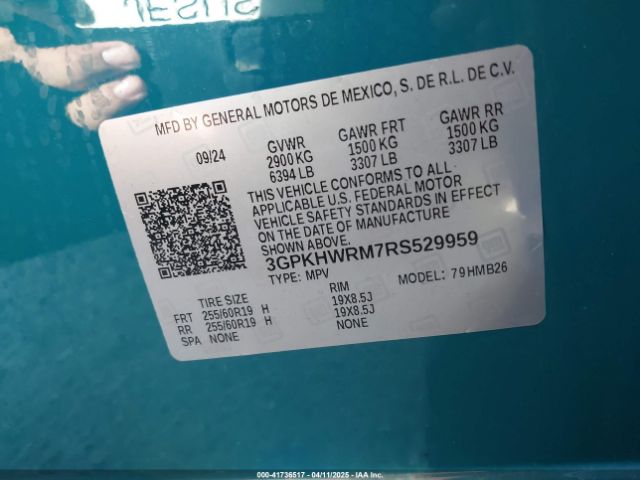 MFD BY GENERAL MOTORS DE MEXICO, S. DE R.L. DE C.V.
09/24
GVWR
2900 KG
6394 LB
GAWR FRT
1500 KG
3307 LB
GAWR RR
1500 KG
3307 LB
THIS VEHICLE CONFORMS TO ALL
APPLICABLE U.S. FEDERAL MOTOR
VEHICLE SAFETY STANDARDS IN EFFECT
ON THE DATE OF MANUFACTURE
SHOWN ABOVE.
3GPKHWRM7RS529959
TYPE: MPV
MODEL: 79HMB26
TIRE SIZE
RIM
FRT 255/60R19 H 19X8.5J
RR 255/60R19 H 19X8.5J
SPA NONE NONE
000-41736517 - 04/11/2025 - IAA Inc.